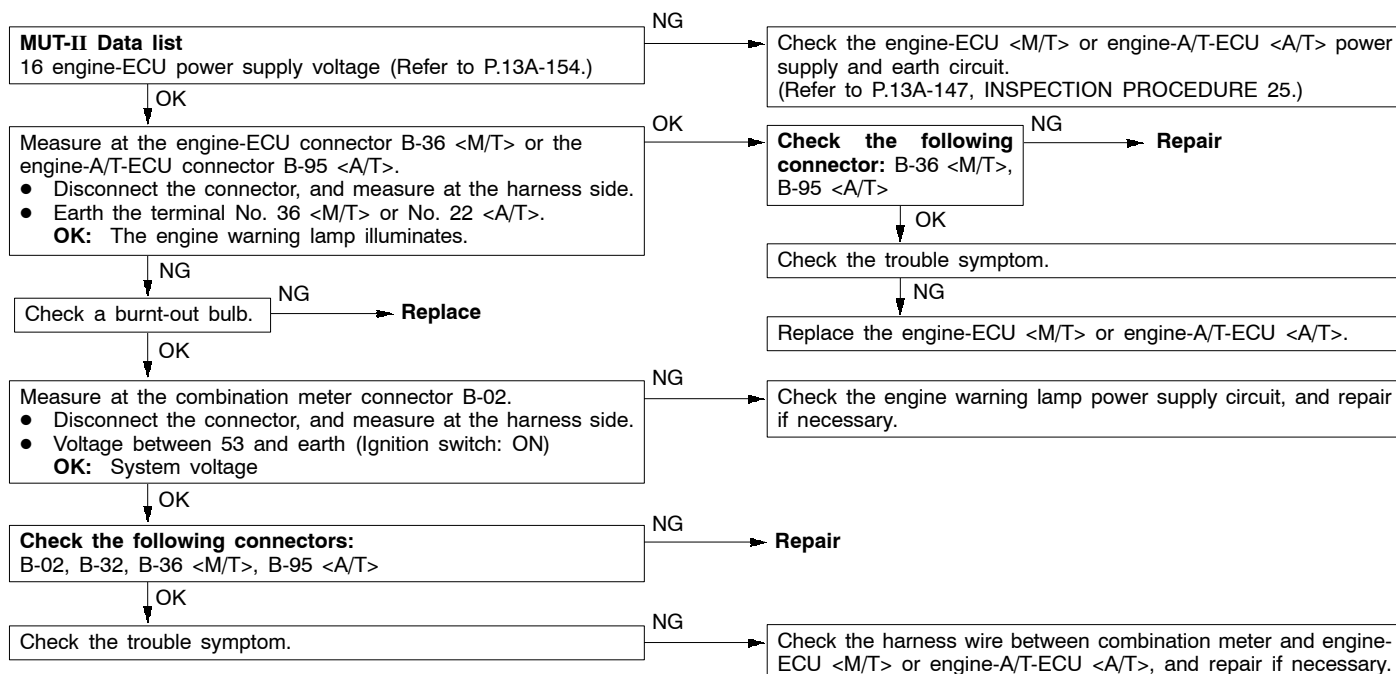 NG
MUT-II Data list
16 engine-ECU power supply voltage (Refer to P.13A-154.)
Check the engine-ECU <M/T> or engine-A/T-ECU <A/T> power
supply and earth circuit.
(Refer to P.13A-147, INSPECTION PROCEDURE 25.)
OK
Measure at the engine-ECU connector B-36 <M/T> or the
engine-A/T-ECU connector B-95 <A/T>.
● Disconnect the connector, and measure at the harness side.
● Earth the terminal No. 36 <M/T> or No. 22 <A/T>.
OK: The engine warning lamp illuminates.
OK
Check the following
connector: B-36 <M/T>,
B-95 <A/T>
NG
Repair
OK
Check the trouble symptom.
NG
Replace the engine-ECU <M/T> or engine-A/T-ECU <A/T>.
NG
Check a burnt-out bulb.
NG
Replace
OK
Measure at the combination meter connector B-02.
● Disconnect the connector, and measure at the harness side.
● Voltage between 53 and earth (Ignition switch: ON)
OK: System voltage
NG
Check the engine warning lamp power supply circuit, and repair
if necessary.
OK
Check the following connectors:
B-02, B-32, B-36 <M/T>, B-95 <A/T>
NG
Repair
OK
Check the trouble symptom.
NG
Check the harness wire between combination meter and engine-
ECU <M/T> or engine-A/T-ECU <A/T>, and repair if necessary.